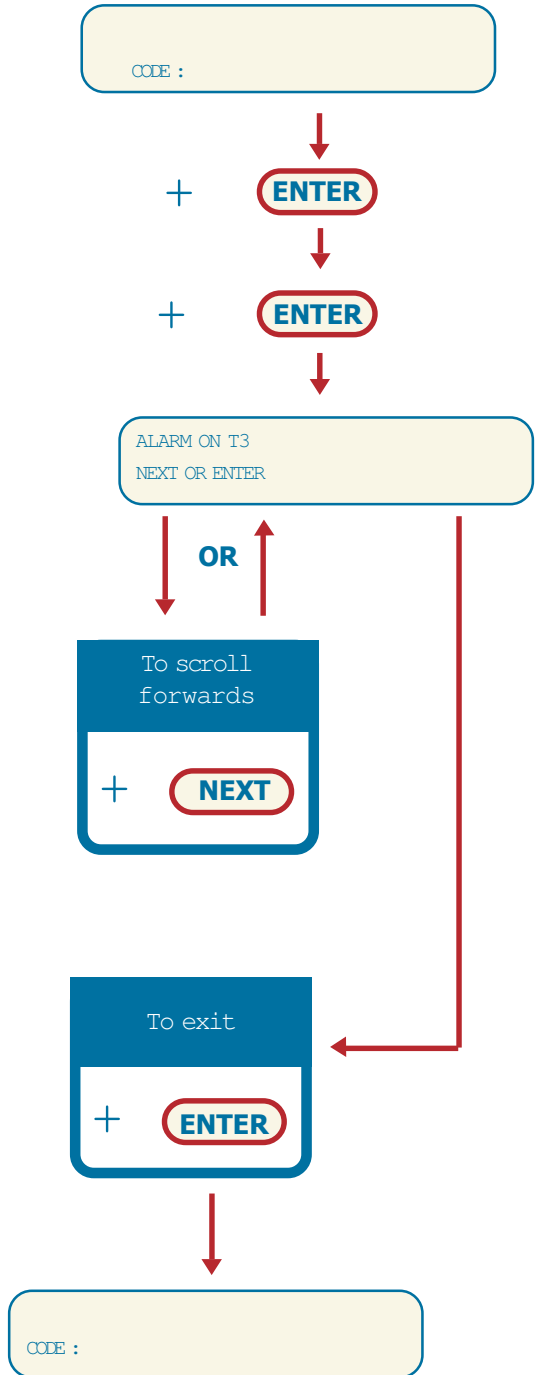 CODE :
+ ENTER
+ ENTER
ALARM ON T3
NEXT OR ENTER
OR
To scroll
forwards
+ NEXT
To exit
+ ENTER
CODE :